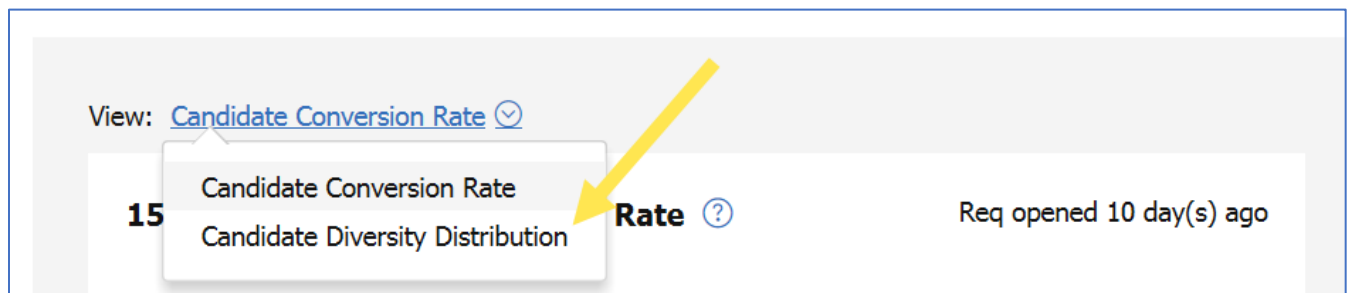 View: Candidate Conversion Rate
Candidate Conversion Rate
15 Rate ? Req opened 10 day(s) ago
Candidate Diversity Distribution